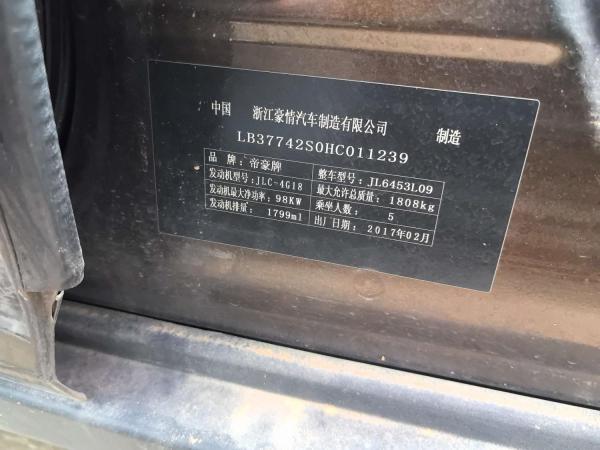 中国 浙江豪情汽车制造有限公司 制造
LB37742S0HC011239
品 牌：帝豪牌 整车型号：JL6453L09
发动机型号：JLC-4G18 最大允许总质量：1808kg
发动机最大净功率：98KW 乘坐人数：5
发动机排量：1799ml 出厂日期：2017年02月